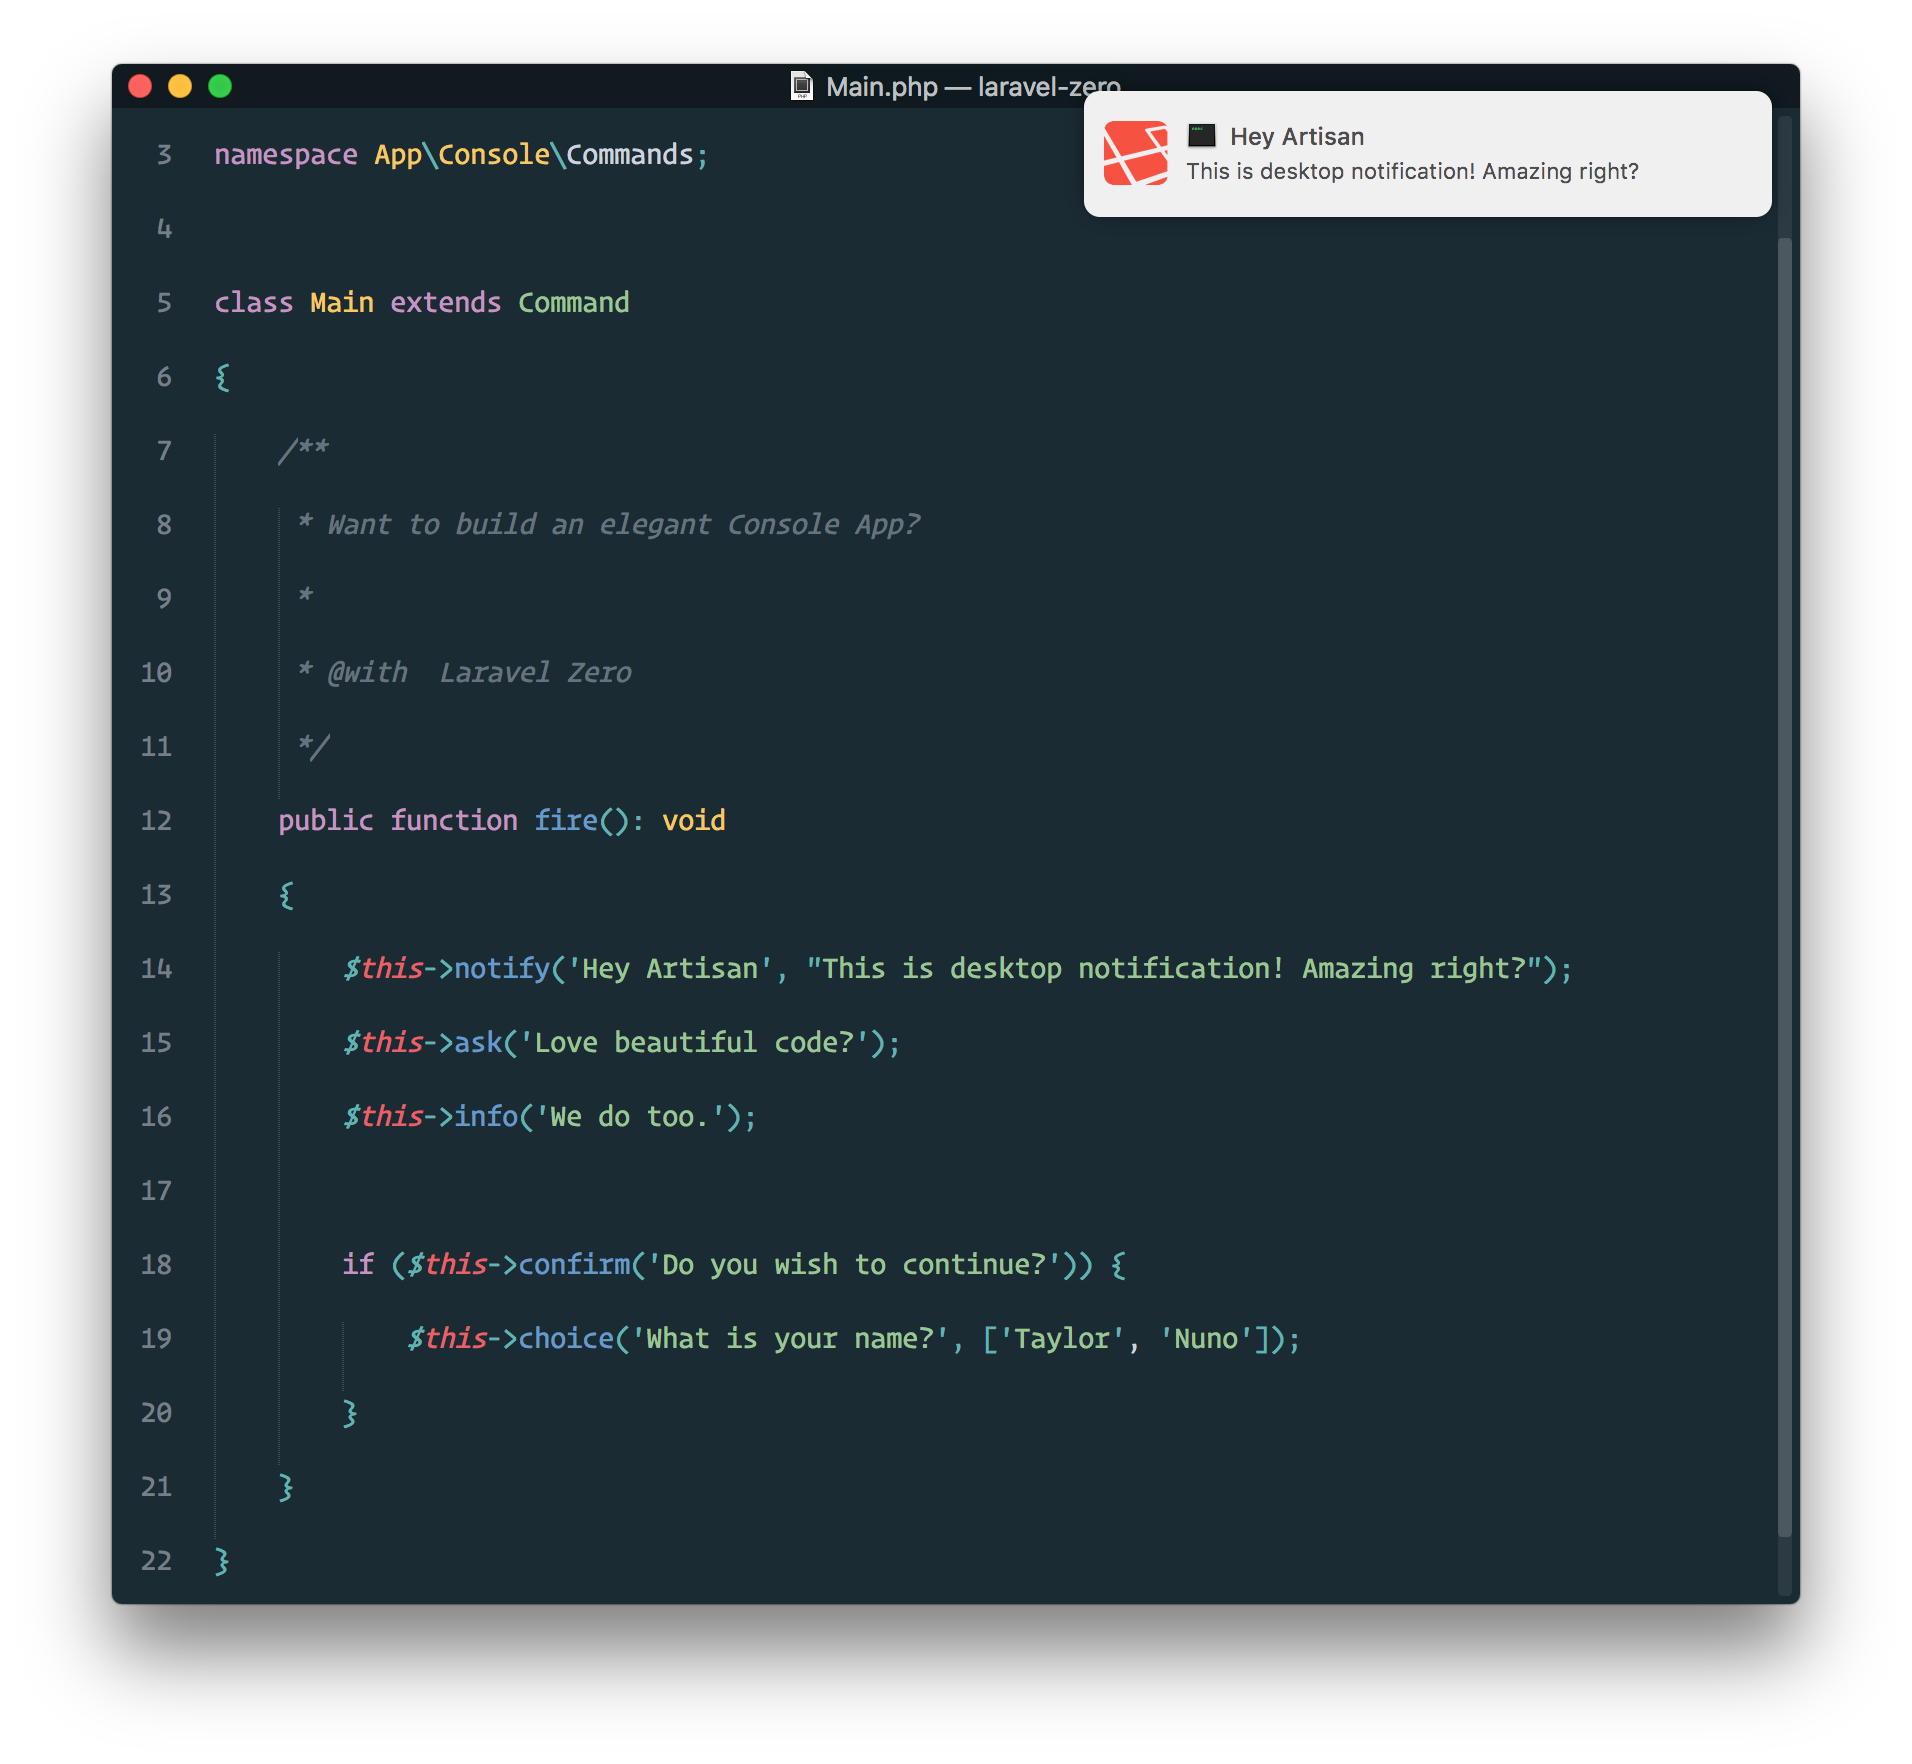 Main.php — laravel-zero
Hey Artisan
This is desktop notification! Amazing right?
3 namespace App\Console\Commands;
4
5 class Main extends Command
6 {
7 /**
8 * Want to build an elegant Console App?
9 *
10 * @with  Laravel Zero
11 */
12 public function fire(): void
13 {
14 $this->notify('Hey Artisan', "This is desktop notification! Amazing right?");
15 $this->ask('Love beautiful code?');
16 $this->info('We do too.');
17
18 if ($this->confirm('Do you wish to continue?')) {
19 $this->choice('What is your name?', ['Taylor', 'Nuno']);
20 }
21 }
22 }